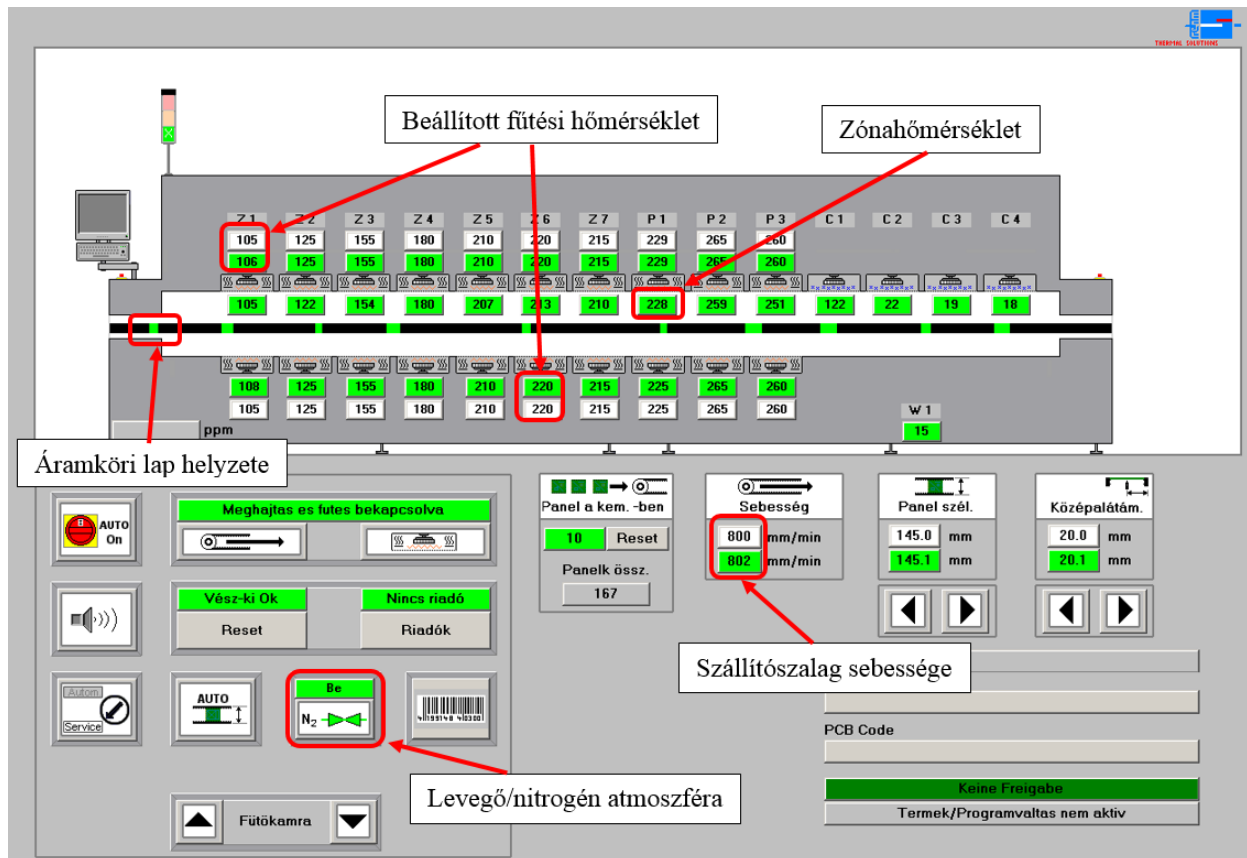 THERMAL SOLUTIONS
Beállított fűtési hőmérséklet
Zónahőmérséklet
Z 1 Z 2 Z 3 Z 4 Z 5 Z 6 Z 7 P 1 P 2 P 3 C 1 C 2 C 3 C 4
105 125 155 180 210 220 215 229 265 260
106 125 155 180 210 220 215 229 265 260
105 122 154 180 207 213 210 228 259 251 122 22 19 18
108 125 155 180 210 220 215 225 265 260
105 125 155 180 210 220 215 225 265 260
W 1
15
ppm
Áramköri lap helyzete
AUTO
On
Meghajtas es futes bekapcsolva
Vész-ki Ok
Nincs riadó
Reset
Riadók
Autom
Service
AUTO
Be
N2
4 199148 410300
Fütökamra
Levegő/nitrogén atmoszféra
Panel a kem. -ben
10 Reset
Panelk össz.
167
Sebesség
800 mm/min
802 mm/min
Szállítószalag sebessége
Panel szél.
145.0 mm
145.1 mm
Középalátám.
20.0 mm
20.1 mm
PCB Code
Keine Freigabe
Termek/Programvaltas nem aktiv